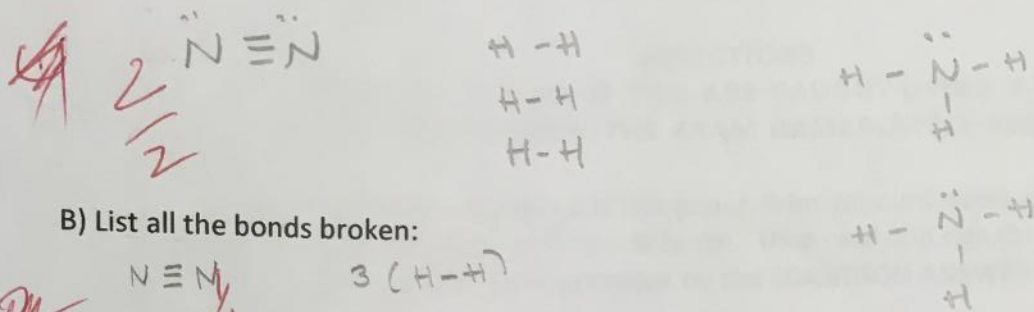 2/2
N̈ ≡ N̈
H - H
H - H
H - H
H - N̈ - H
|
H
B) List all the bonds broken:
N ≡ N, 3 (H-H)
H - N̈ - H
|
H